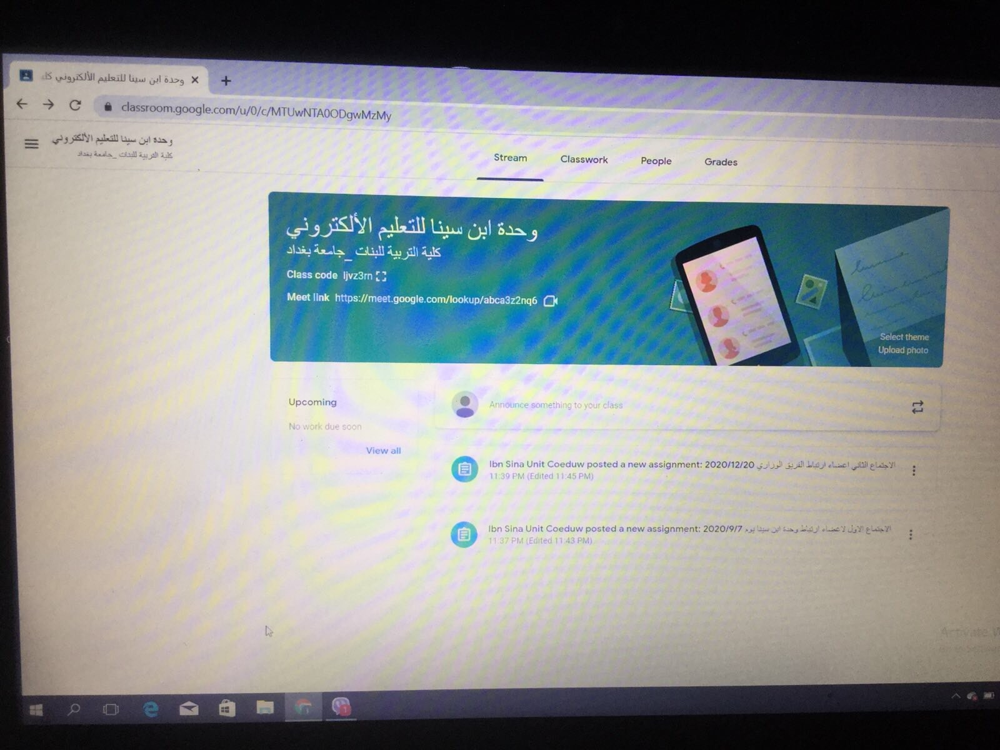 وحدة ابن سينا للتعليم الألكتروني كلـ
classroom.google.com/u/0/c/MTUwNTA0ODgwMzMy
وحدة ابن سينا للتعليم الألكتروني
كلية التربية للبنات _جامعة بغداد
Stream Classwork People Grades
وحدة ابن سينا للتعليم الألكتروني
كلية التربية للبنات _جامعة بغداد
Class code ljvz3rn
Meet link https://meet.google.com/lookup/abca3z2nq6
Select theme
Upload photo
Upcoming
No work due soon
View all
Announce something to your class
Ibn Sina Unit Coeduw posted a new assignment: 2020/12/20 الاجتماع الثاني اعضاء ارتباط الفريق الوزاري
11:39 PM (Edited 11:45 PM)
Ibn Sina Unit Coeduw posted a new assignment: 2020/9/7 الاجتماع الاول لاعضاء ارتباط وحدة ابن سينا يوم
11:37 PM (Edited 11:43 PM)
Activate W
1